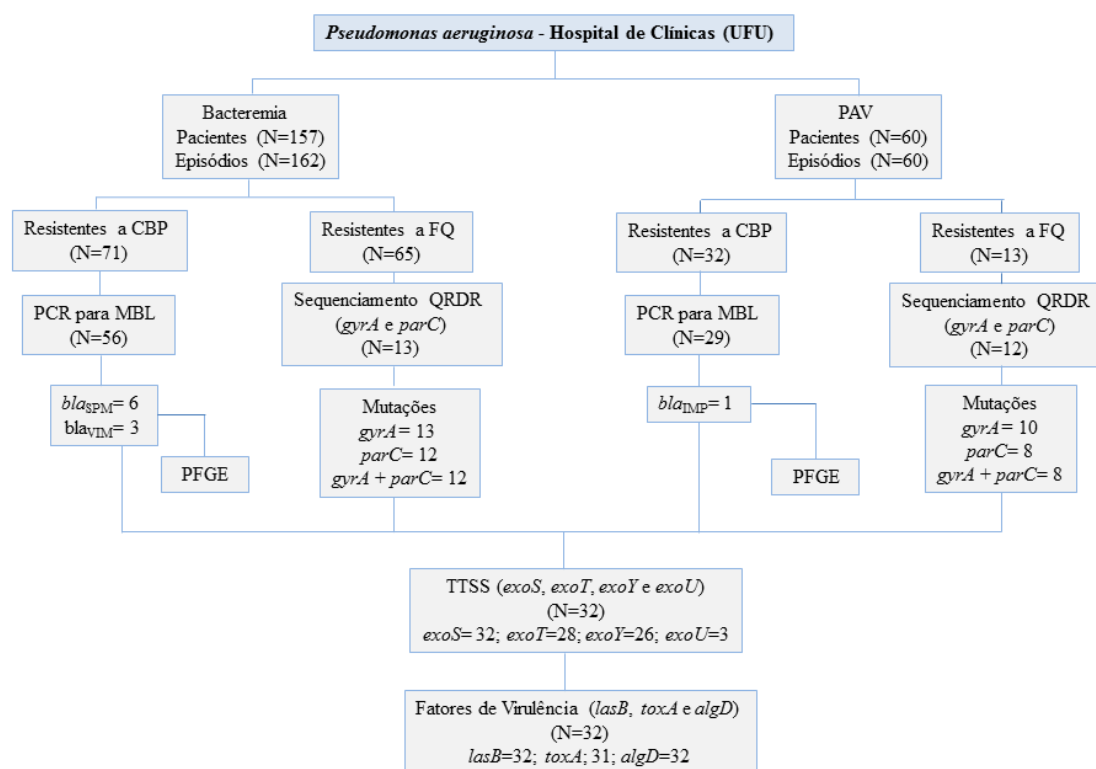 Pseudomonas aeruginosa - Hospital de Clínicas (UFU)
Bacteremia
Pacientes (N=157)
Episódios (N=162)
PAV
Pacientes (N=60)
Episódios (N=60)
Resistentes a CBP
(N=71)
Resistentes a FQ
(N=65)
Resistentes a CBP
(N=32)
Resistentes a FQ
(N=13)
PCR para MBL
(N=56)
Sequenciamento QRDR
(gyrA e parC)
(N=13)
PCR para MBL
(N=29)
Sequenciamento QRDR
(gyrA e parC)
(N=12)
blaSPM= 6
blaVIM= 3
PFGE
Mutações
gyrA= 13
parC= 12
gyrA + parC= 12
blaIMP= 1
PFGE
Mutações
gyrA= 10
parC= 8
gyrA + parC= 8
TTSS (exoS, exoT, exoY e exoU)
(N=32)
exoS= 32; exoT=28; exoY=26; exoU=3
Fatores de Virulência (lasB, toxA e algD)
(N=32)
lasB=32; toxA; 31; algD=32